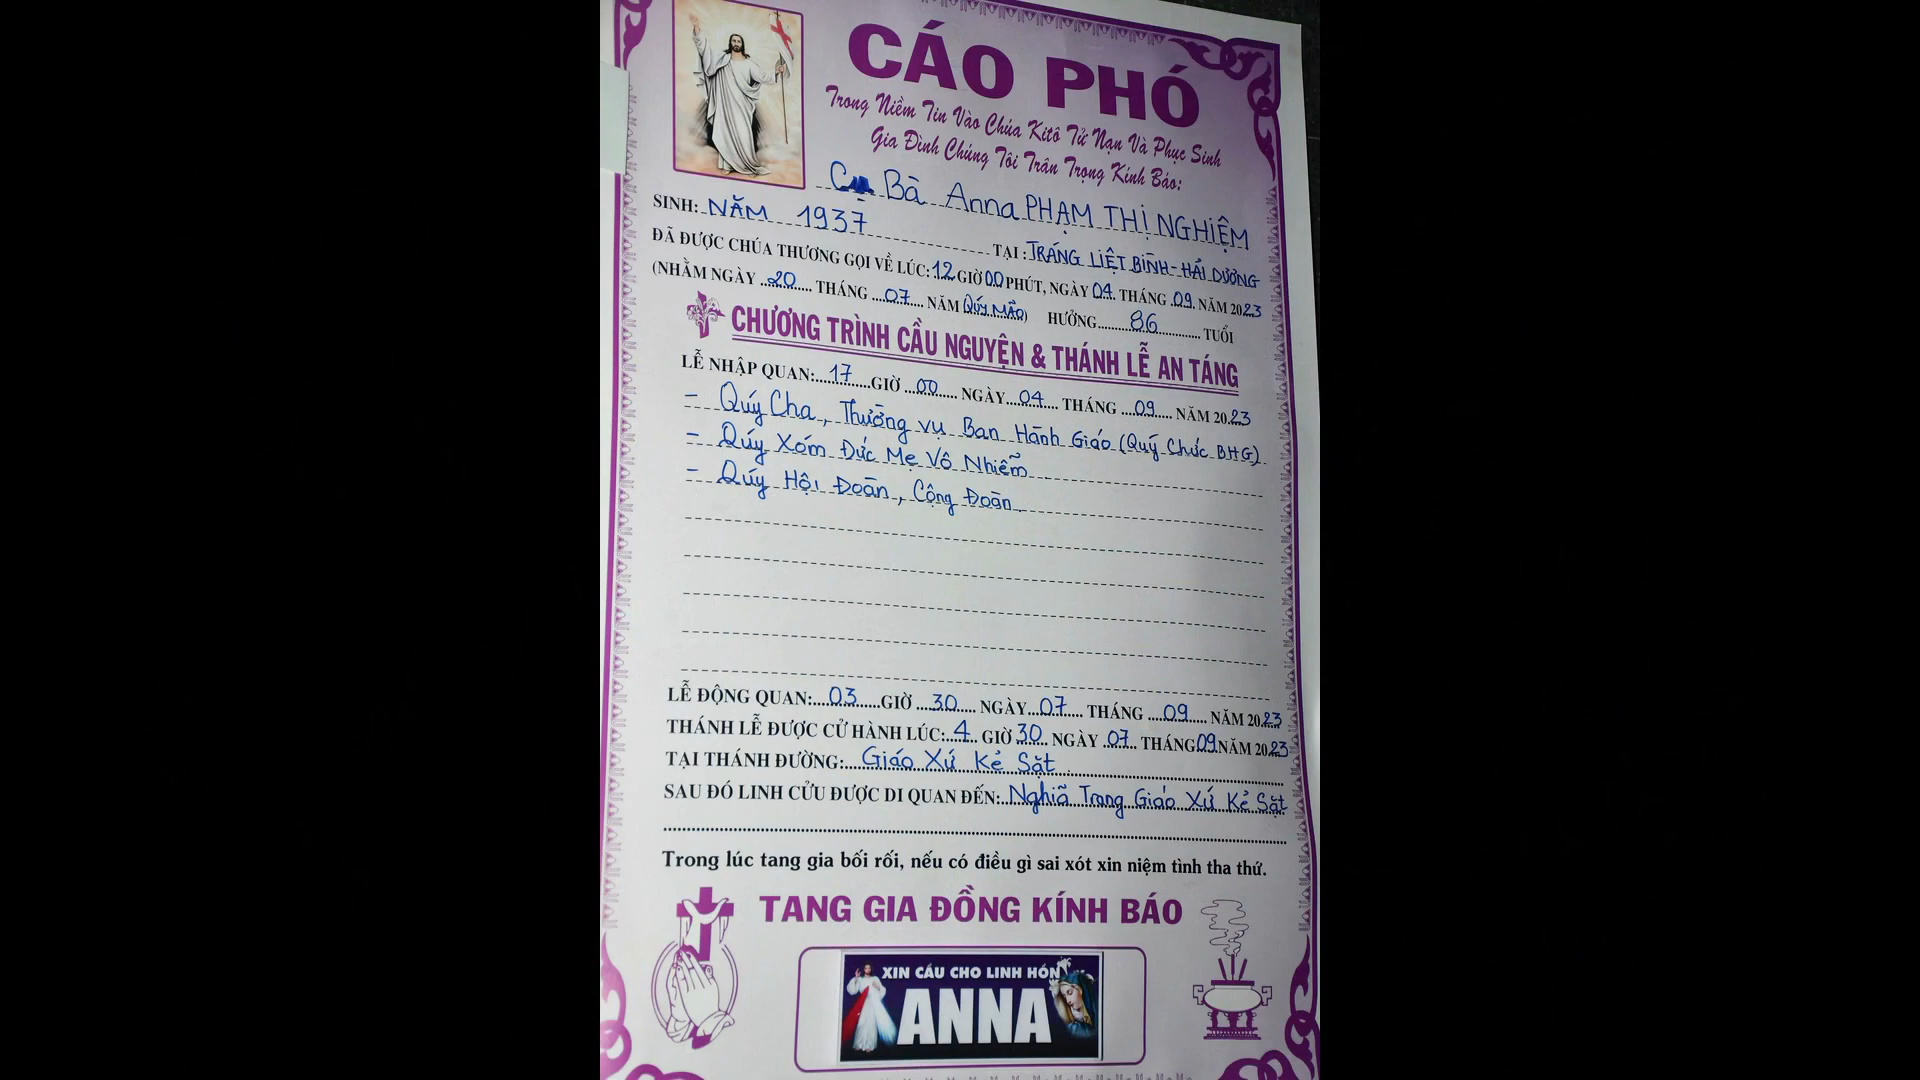 CÁO PHÓ
Trong Niềm Tin Vào Chúa Kitô Tử Nạn Và Phục Sinh
Gia Đình Chúng Tôi Trân Trọng Kính Báo:
Cụ Bà Anna PHẠM THỊ NGHIỆM
SINH: NĂM 1937 TẠI: TRÁNG LIỆT BÌNH - HẢI DƯƠNG
ĐÃ ĐƯỢC CHÚA THƯƠNG GỌI VỀ LÚC: 12 GIỜ 00 PHÚT, NGÀY 04 THÁNG 09 NĂM 2023
(NHẰM NGÀY 20 THÁNG 07 NĂM QÚY MÃO) HƯỞNG 86 TUỔI
CHƯƠNG TRÌNH CẦU NGUYỆN & THÁNH LỄ AN TÁNG
LỄ NHẬP QUAN: 17 GIỜ 00 NGÀY 04 THÁNG 09 NĂM 2023
- Qúy Cha, Thường vụ Ban Hành Giáo (Quý Chức BHG)
- Qúy Xóm Đức Mẹ Vô Nhiễm
- Qúy Hội Đoàn, Cộng Đoàn
LỄ ĐỘNG QUAN: 03 GIỜ 30 NGÀY 07 THÁNG 09 NĂM 2023
THÁNH LỄ ĐƯỢC CỬ HÀNH LÚC: 4 GIỜ 30 NGÀY 07 THÁNG 09 NĂM 2023
TẠI THÁNH ĐƯỜNG: Giáo Xứ Kẻ Sặt
SAU ĐÓ LINH CỬU ĐƯỢC DI QUAN ĐẾN: Nghiã Trang Giáo Xứ Kẻ Sặt
Trong lúc tang gia bối rối, nếu có điều gì sai xót xin niệm tình tha thứ.
TANG GIA ĐỒNG KÍNH BÁO
XIN CẦU CHO LINH HỒN
ANNA